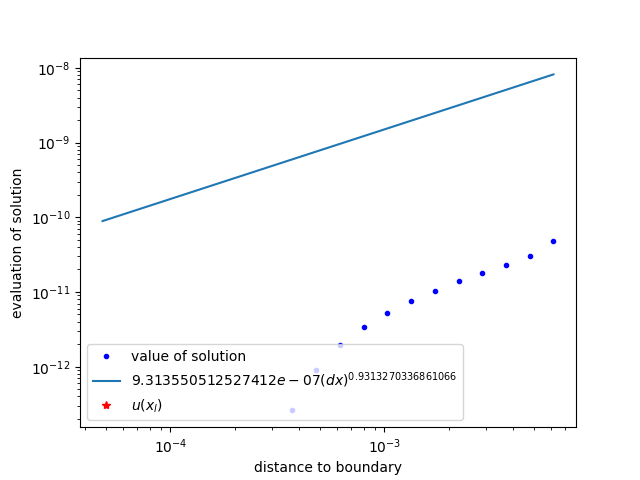 10⁻⁸
10⁻⁹
10⁻¹⁰
10⁻¹¹
10⁻¹²
evaluation of solution
value of solution
9.313550512527412e − 07(dx)^0.9313270336861066
u(x_l)
10⁻⁴ 10⁻³
distance to boundary